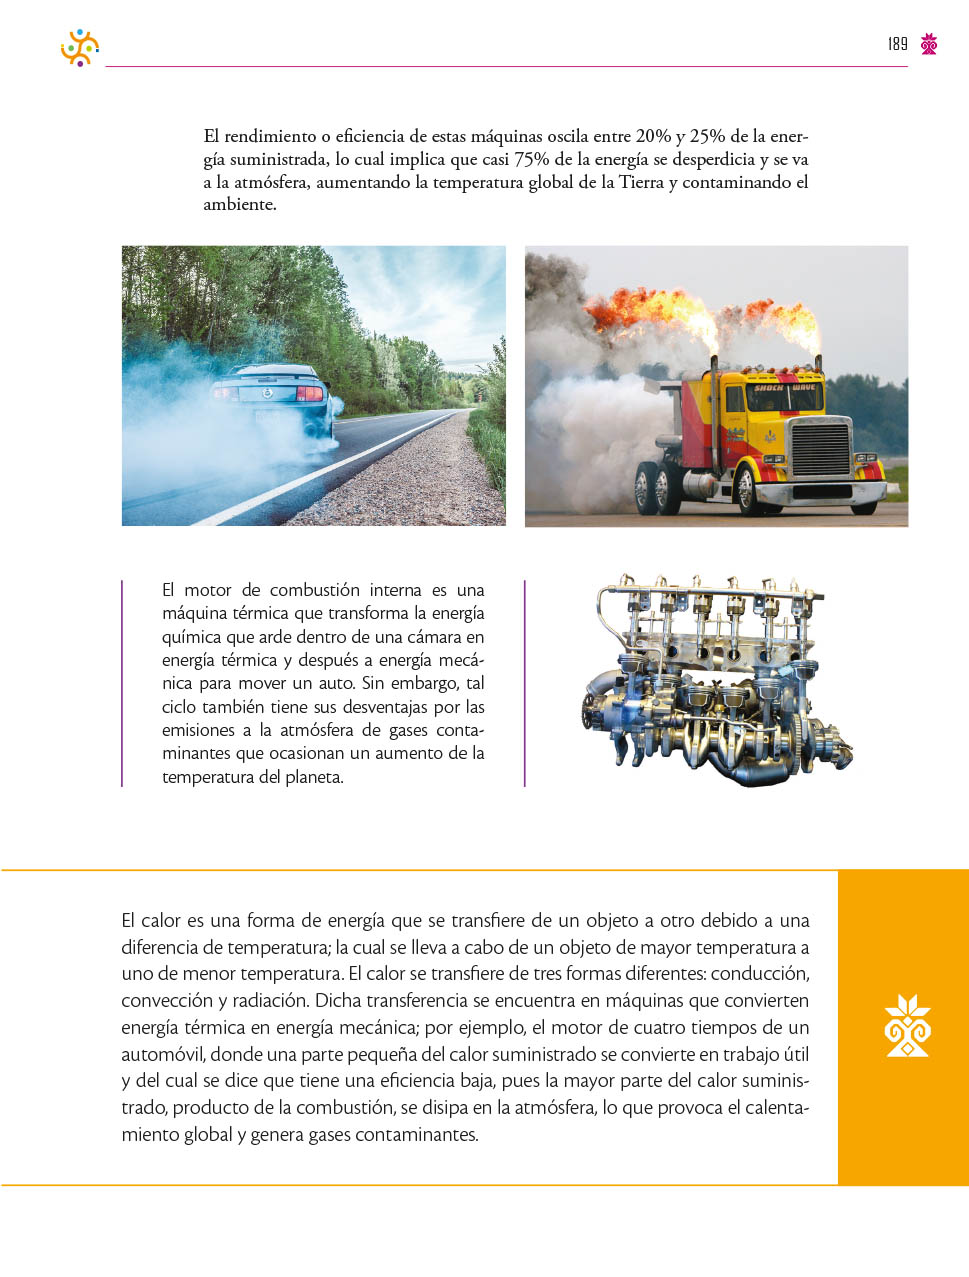 189
El rendimiento o eficiencia de estas máquinas oscila entre 20% y 25% de la ener-
gía suministrada, lo cual implica que casi 75% de la energía se desperdicia y se va
a la atmósfera, aumentando la temperatura global de la Tierra y contaminando el
ambiente.
SHOCK WAVE
El motor de combustión interna es una
máquina térmica que transforma la energía
química que arde dentro de una cámara en
energía térmica y después a energía mecá-
nica para mover un auto. Sin embargo, tal
ciclo también tiene sus desventajas por las
emisiones a la atmósfera de gases conta-
minantes que ocasionan un aumento de la
temperatura del planeta.
El calor es una forma de energía que se transfiere de un objeto a otro debido a una
diferencia de temperatura; la cual se lleva a cabo de un objeto de mayor temperatura a
uno de menor temperatura. El calor se transfiere de tres formas diferentes: conducción,
convección y radiación. Dicha transferencia se encuentra en máquinas que convierten
energía térmica en energía mecánica; por ejemplo, el motor de cuatro tiempos de un
automóvil, donde una parte pequeña del calor suministrado se convierte en trabajo útil
y del cual se dice que tiene una eficiencia baja, pues la mayor parte del calor suminis-
trado, producto de la combustión, se disipa en la atmósfera, lo que provoca el calenta-
miento global y genera gases contaminantes.